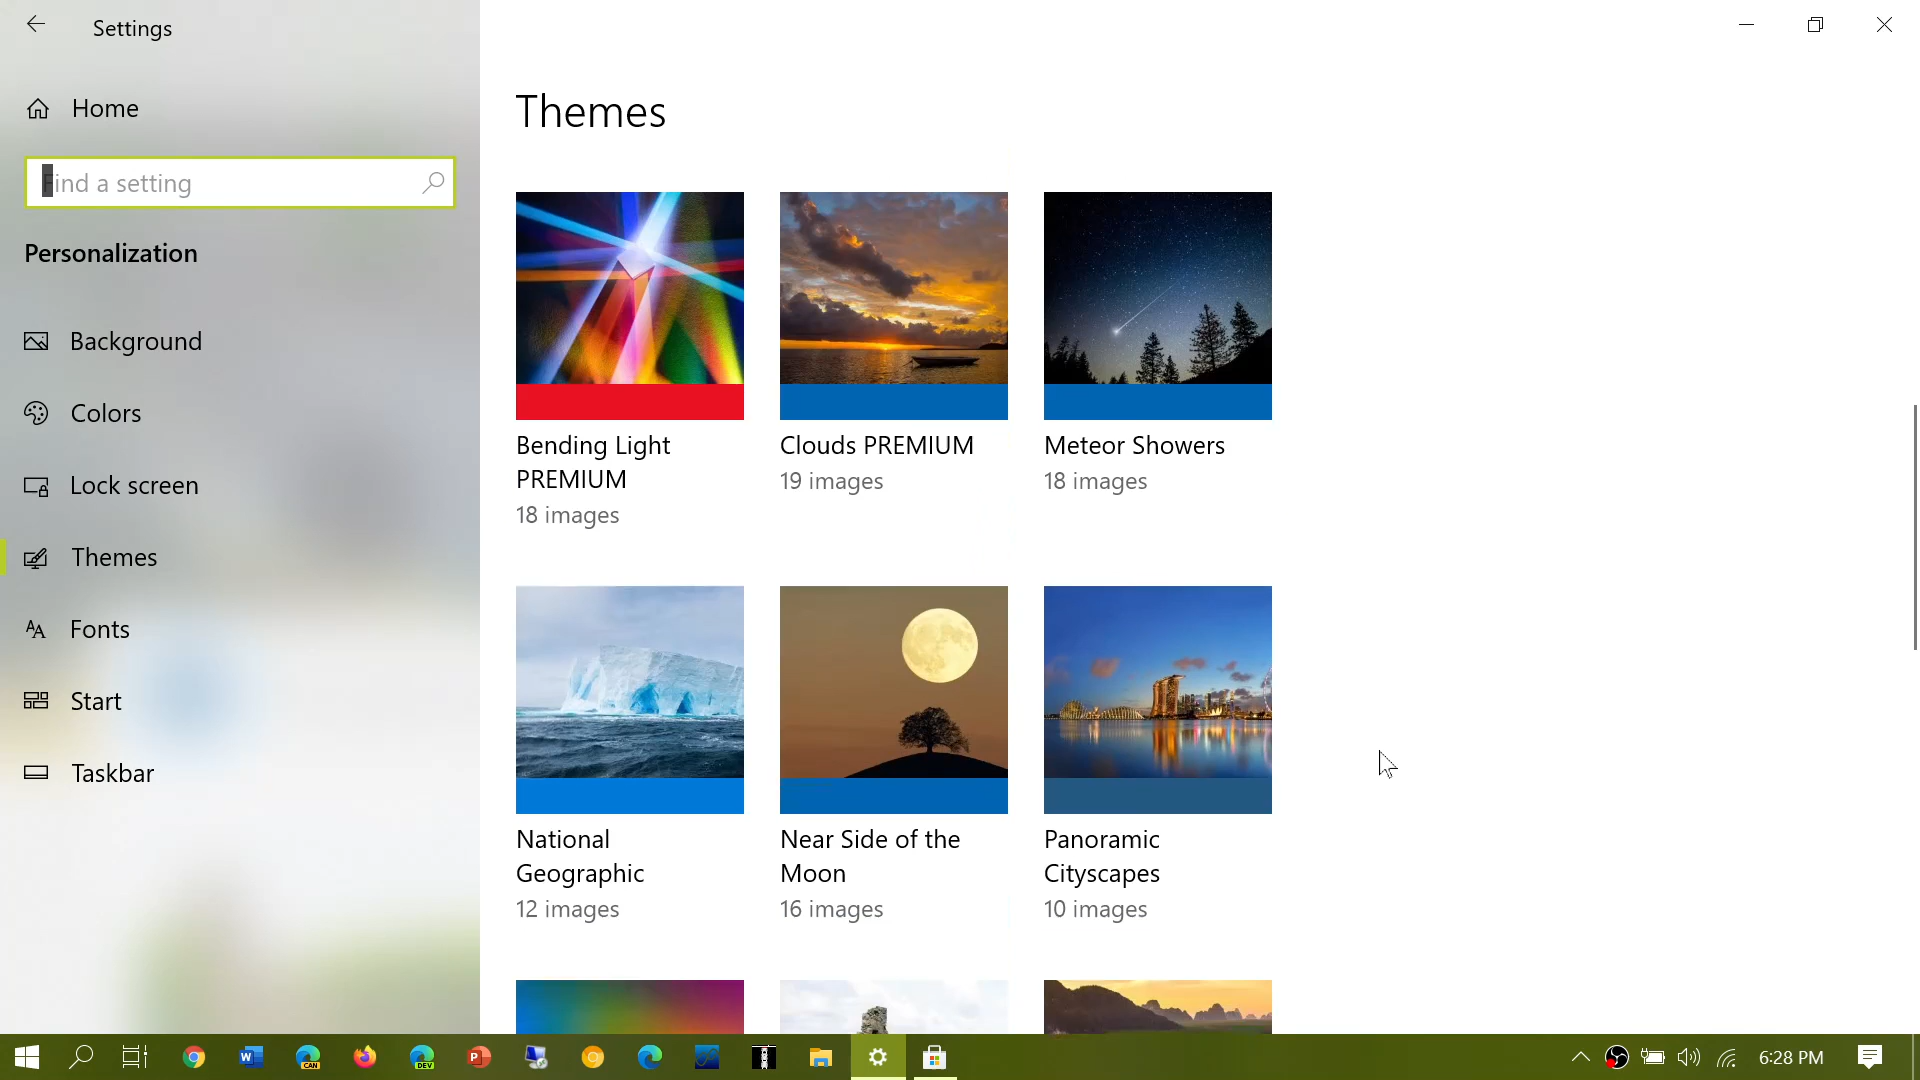 Settings
Home
Find a setting
Personalization
Background
Colors
Lock screen
Themes
Fonts
Start
Taskbar
Themes
Bending Light
PREMIUM
18 images
Clouds PREMIUM
19 images
Meteor Showers
18 images
National
Geographic
12 images
Near Side of the
Moon
16 images
Panoramic
Cityscapes
10 images
W
CAN
DEV
P
6:28 PM